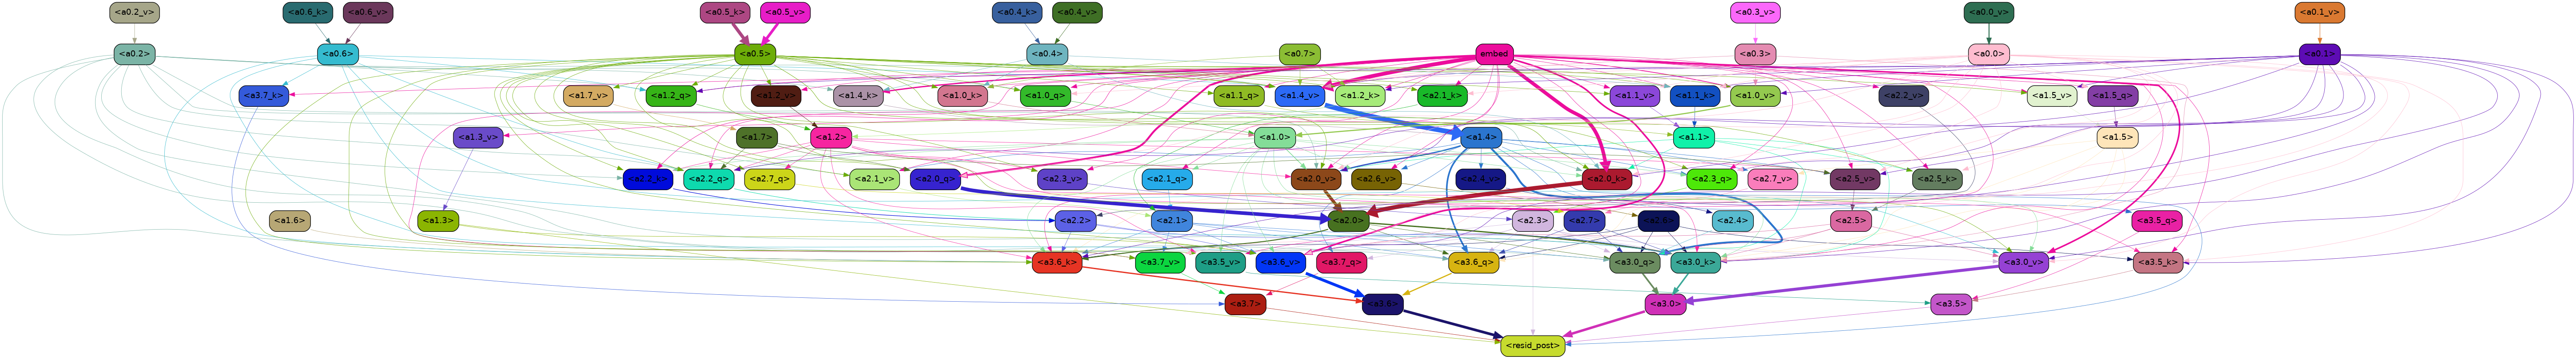 <a0.2_v> <a0.6_k> <a0.6_v> <a0.5_k> <a0.5_v> <a0.4_k> <a0.4_v> <a0.3_v> <a0.0_v> <a0.1_v>
<a0.2> <a0.6> <a0.5> <a0.4> <a0.7> embed <a0.3> <a0.0> <a0.1>
<a3.7_k> <a1.7_v> <a1.2_q> <a1.2_v> <a1.4_k> <a1.0_k> <a1.0_q> <a1.1_q> <a1.4_v> <a1.2_k> <a2.1_k> <a1.1_v> <a1.1_k> <a1.0_v> <a2.2_v> <a1.5_v> <a1.5_q>
<a1.3_v> <a1.7> <a1.2> <a1.0> <a1.4> <a1.1> <a1.5>
<a2.2_k> <a2.2_q> <a2.7_q> <a2.1_v> <a2.0_q> <a2.3_v> <a2.1_q> <a2.0_v> <a2.6_v> <a2.4_v> <a2.0_k> <a2.3_q> <a2.7_v> <a2.5_v> <a2.5_k>
<a1.6> <a1.3> <a2.2> <a2.1> <a2.0> <a2.3> <a2.7> <a2.6> <a2.4> <a2.5> <a3.5_q>
<a3.6_k> <a3.7_v> <a3.5_v> <a3.6_v> <a3.7_q> <a3.6_q> <a3.0_q> <a3.0_k> <a3.0_v> <a3.5_k>
<a3.7> <a3.6> <a3.0> <a3.5>
<resid_post>